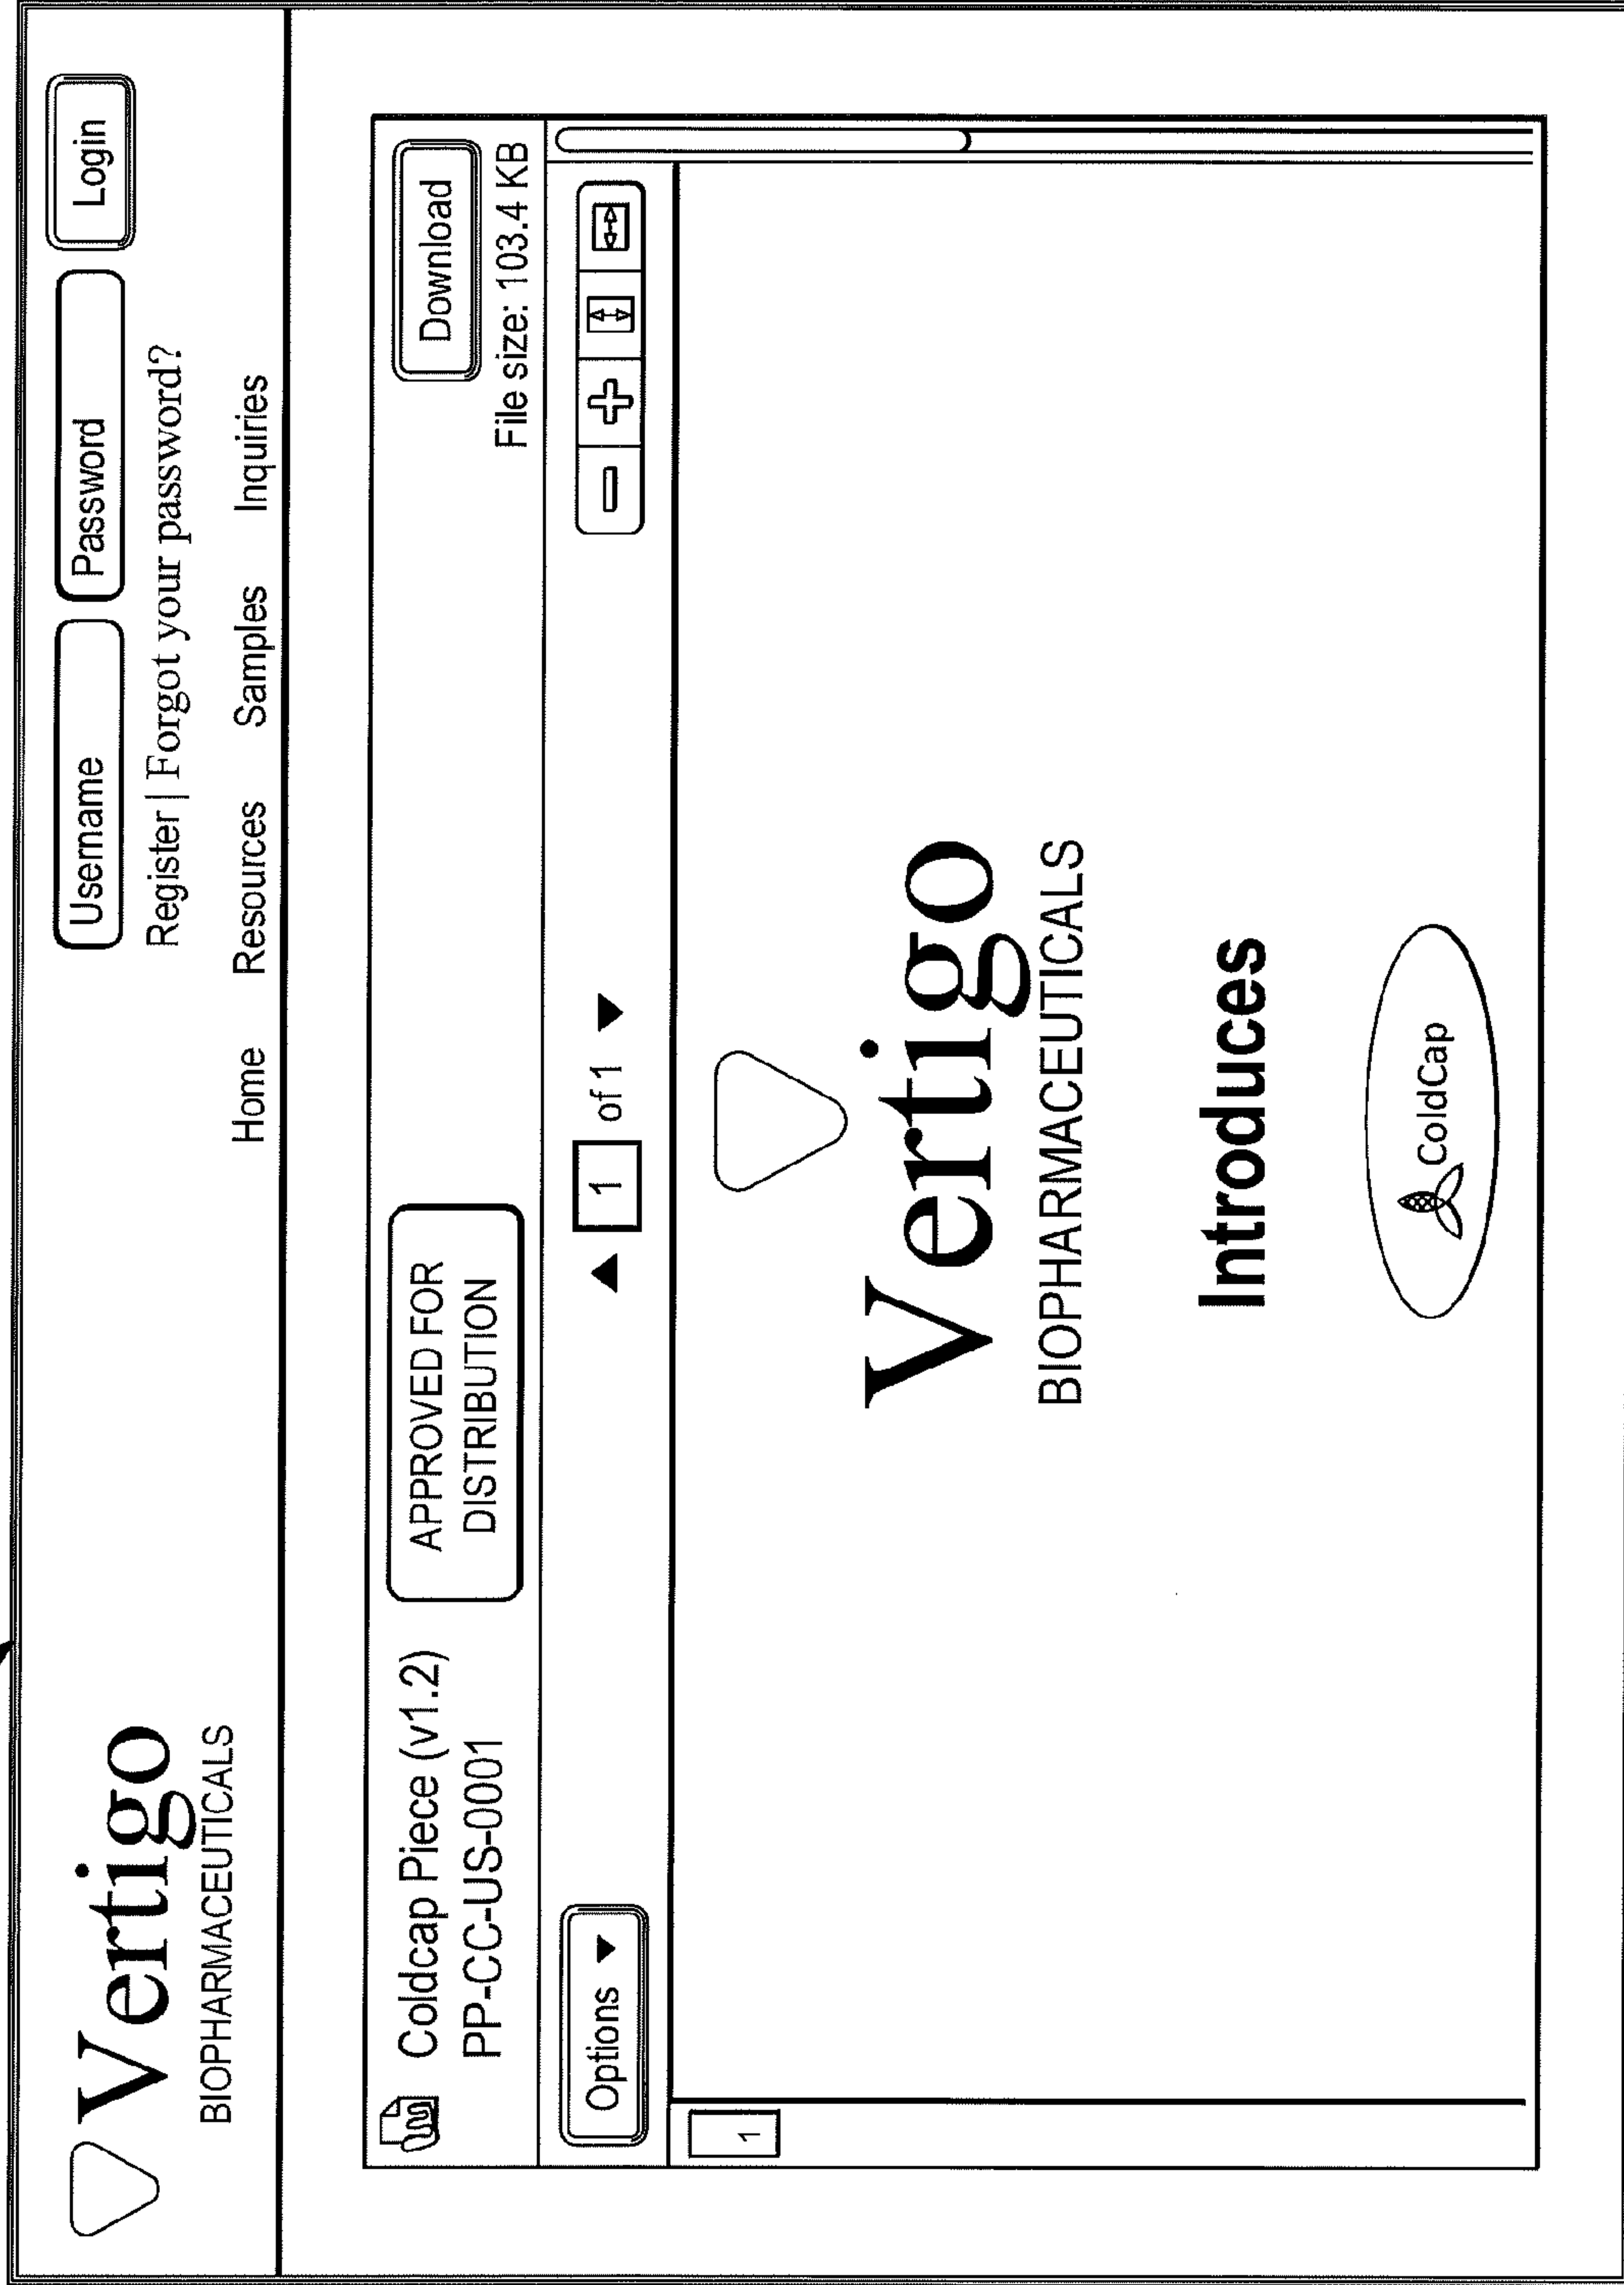 Vertigo
BIOPHARMACEUTICALS
Username Password Login
Register | Forgot your password?
Home Resources Samples Inquiries
Coldcap Piece (v1.2)
PP-CC-US-0001
APPROVED FOR
DISTRIBUTION
Download
File size: 103.4 KB
Options
1 of 1
1
Vertigo
BIOPHARMACEUTICALS
Introduces
ColdCap